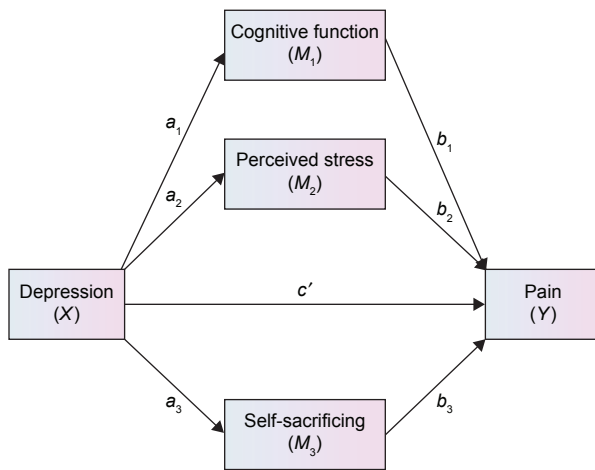 Cognitive function
(M₁)
a₁
b₁
Perceived stress
(M₂)
a₂
b₂
Depression
(X)
c′
Pain
(Y)
a₃
b₃
Self-sacrificing
(M₃)